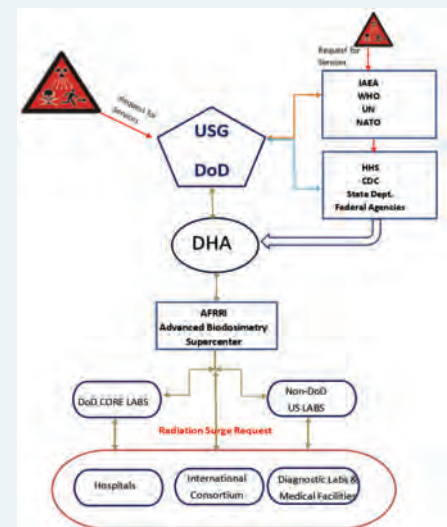 Request for
Services
Request for
Services
USG
DoD
IAEA
WHO
UN
NATO
HHS
CDC
State Dept.
Federal Agencies
DHA
AFRRI
Advanced Biodosimetry
Supercenter
DoD CORE LABS
Non-DoD
US LABS
Radiation Surge Request
Hospitals
International
Consortium
Diagnostic Labs &
Medical Facilities